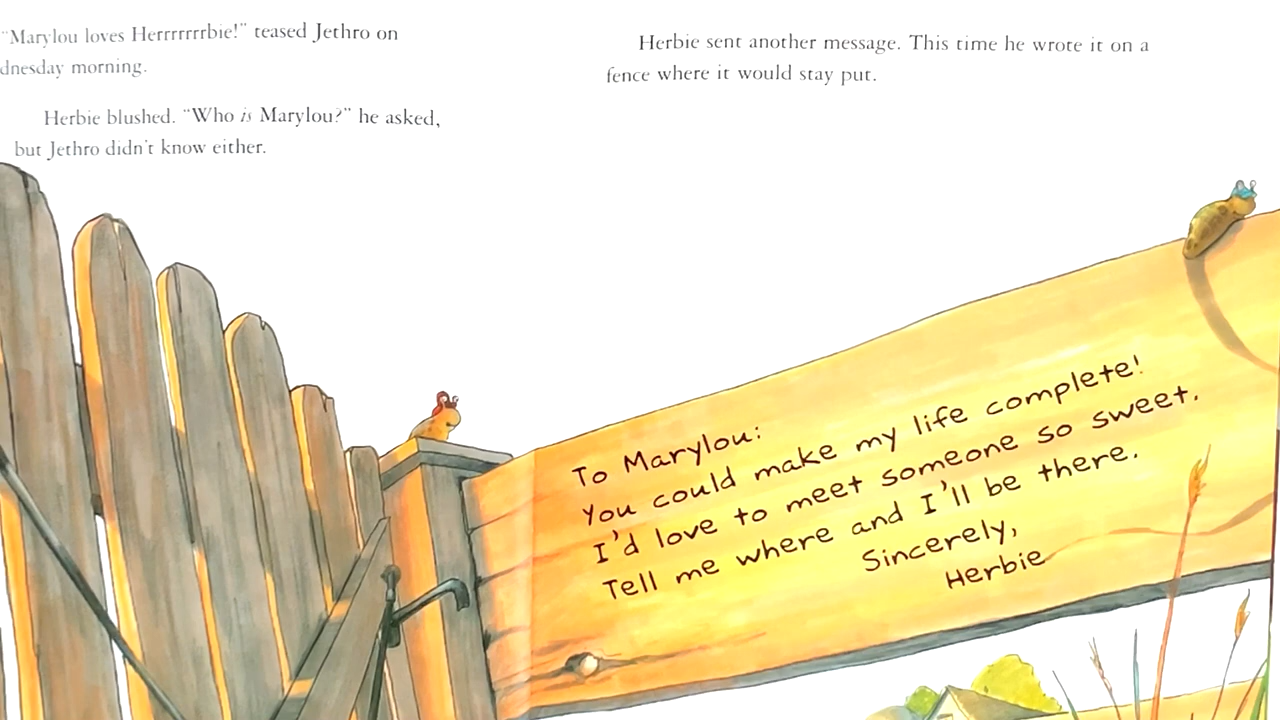 "Marylou loves Herrrrrrrbie!" teased Jethro on
dnesday morning.
Herbie blushed. "Who is Marylou?" he asked,
but Jethro didn't know either.
Herbie sent another message. This time he wrote it on a
fence where it would stay put.
To Marylou:
You could make my life complete!
I'd love to meet someone so sweet.
Tell me where and I'll be there.
Sincerely,
Herbie